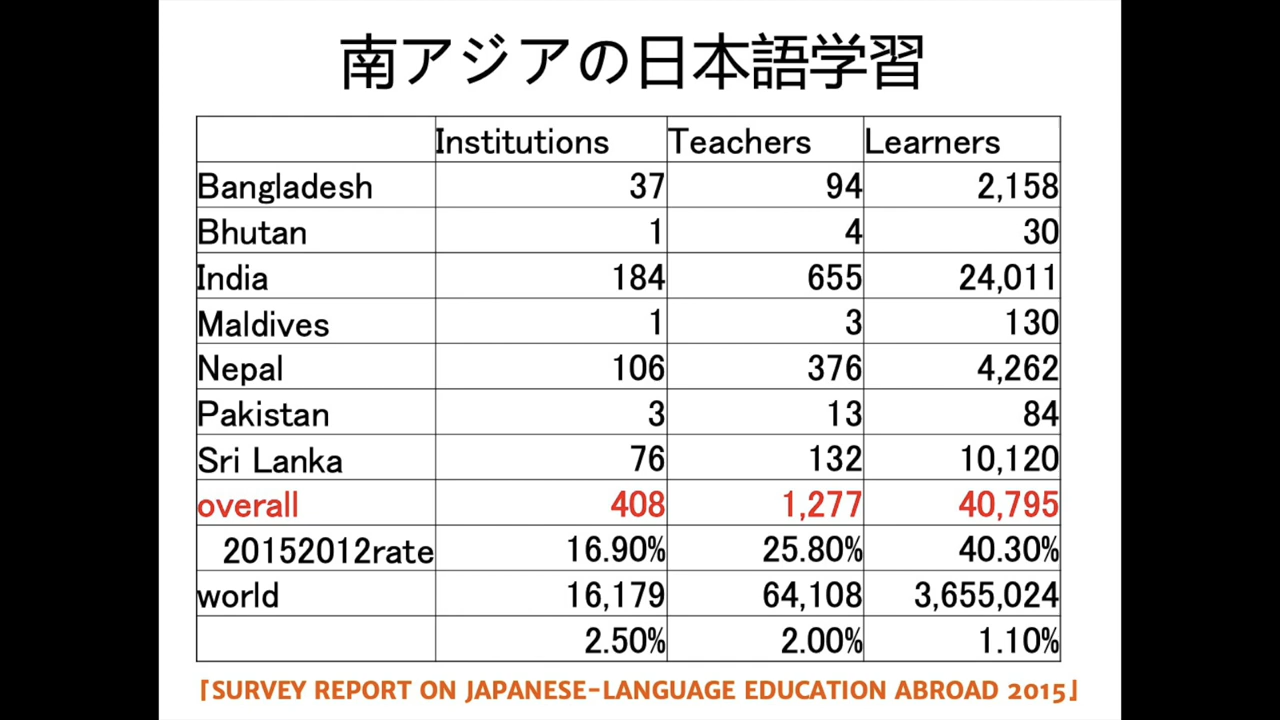 南アジアの日本語学習
Institutions Teachers Learners
Bangladesh 37 94 2,158
Bhutan 1 4 30
India 184 655 24,011
Maldives 1 3 130
Nepal 106 376 4,262
Pakistan 3 13 84
Sri Lanka 76 132 10,120
overall 408 1,277 40,795
20152012rate 16.90% 25.80% 40.30%
world 16,179 64,108 3,655,024
2.50% 2.00% 1.10%
「SURVEY REPORT ON JAPANESE-LANGUAGE EDUCATION ABROAD 2015」